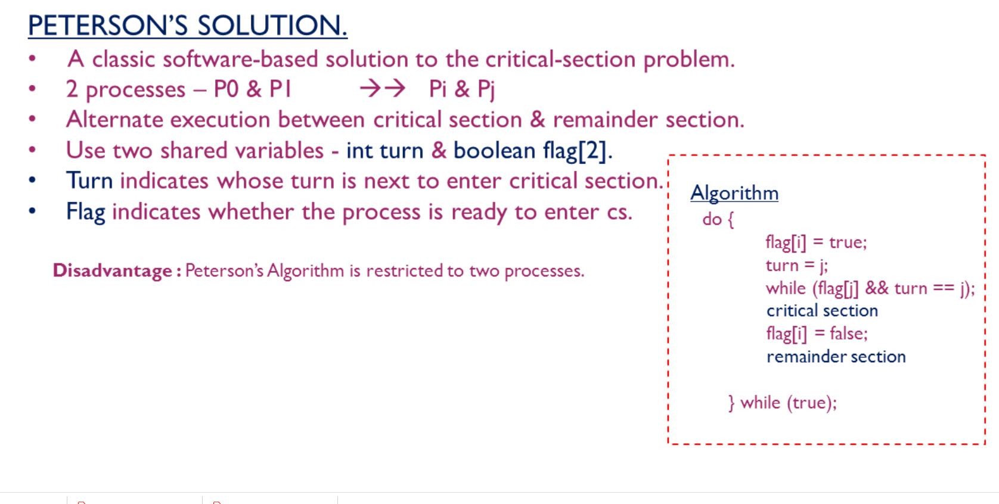 PETERSON'S SOLUTION.
• A classic software-based solution to the critical-section problem.
• 2 processes – P0 & P1 →→ Pi & Pj
• Alternate execution between critical section & remainder section.
• Use two shared variables - int turn & boolean flag[2].
• Turn indicates whose turn is next to enter critical section.
• Flag indicates whether the process is ready to enter cs.
Disadvantage : Peterson's Algorithm is restricted to two processes.
Algorithm
do {
flag[i] = true;
turn = j;
while (flag[j] && turn == j);
critical section
flag[i] = false;
remainder section
} while (true);